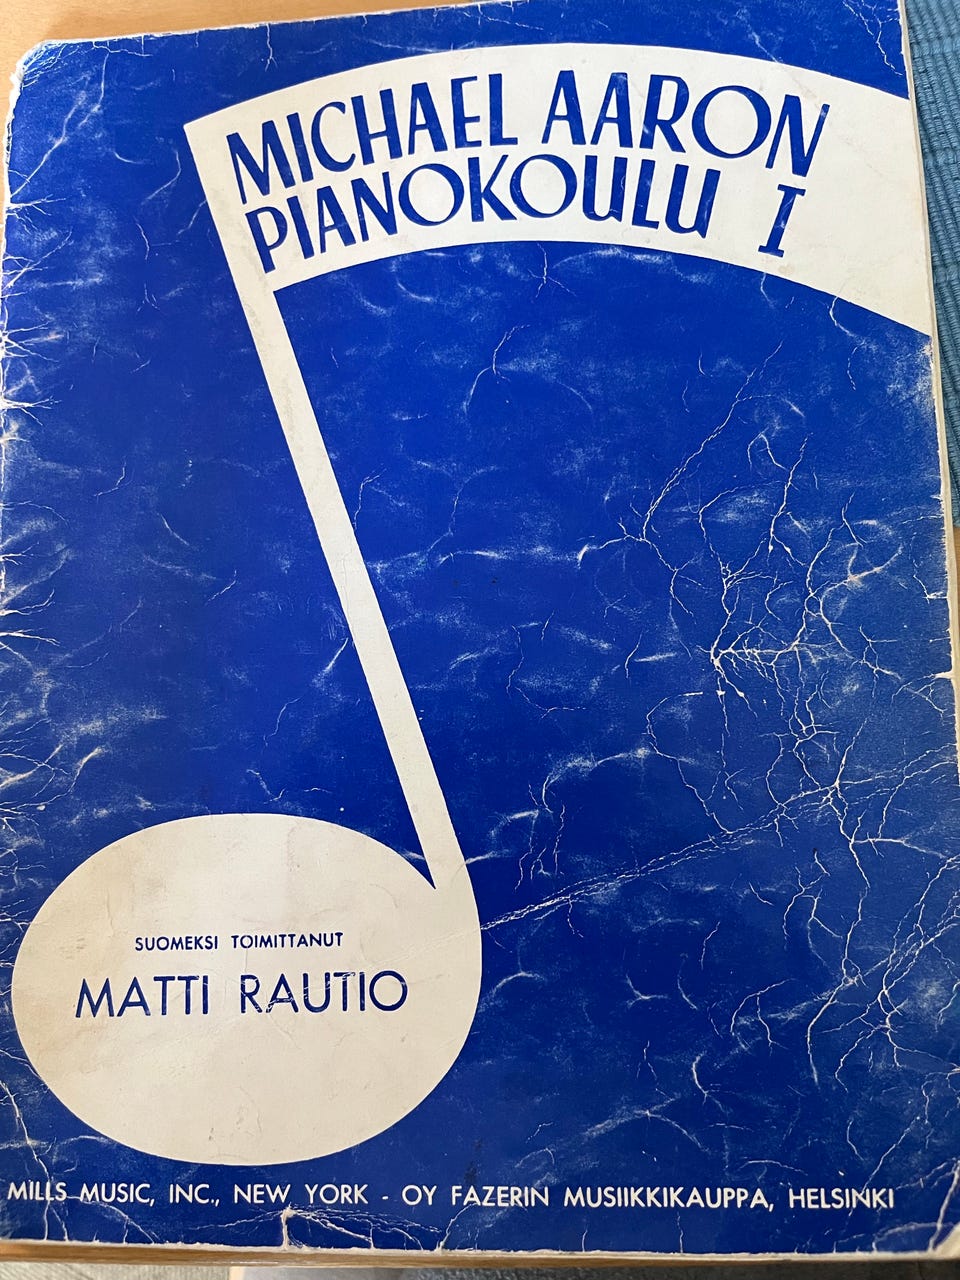 MICHAEL AARON
PIANOKOULU I
SUOMEKSI TOIMITTANUT
MATTI RAUTIO
MILLS MUSIC, INC., NEW YORK - OY FAZERIN MUSIIKKIKAUPPA, HELSINKI